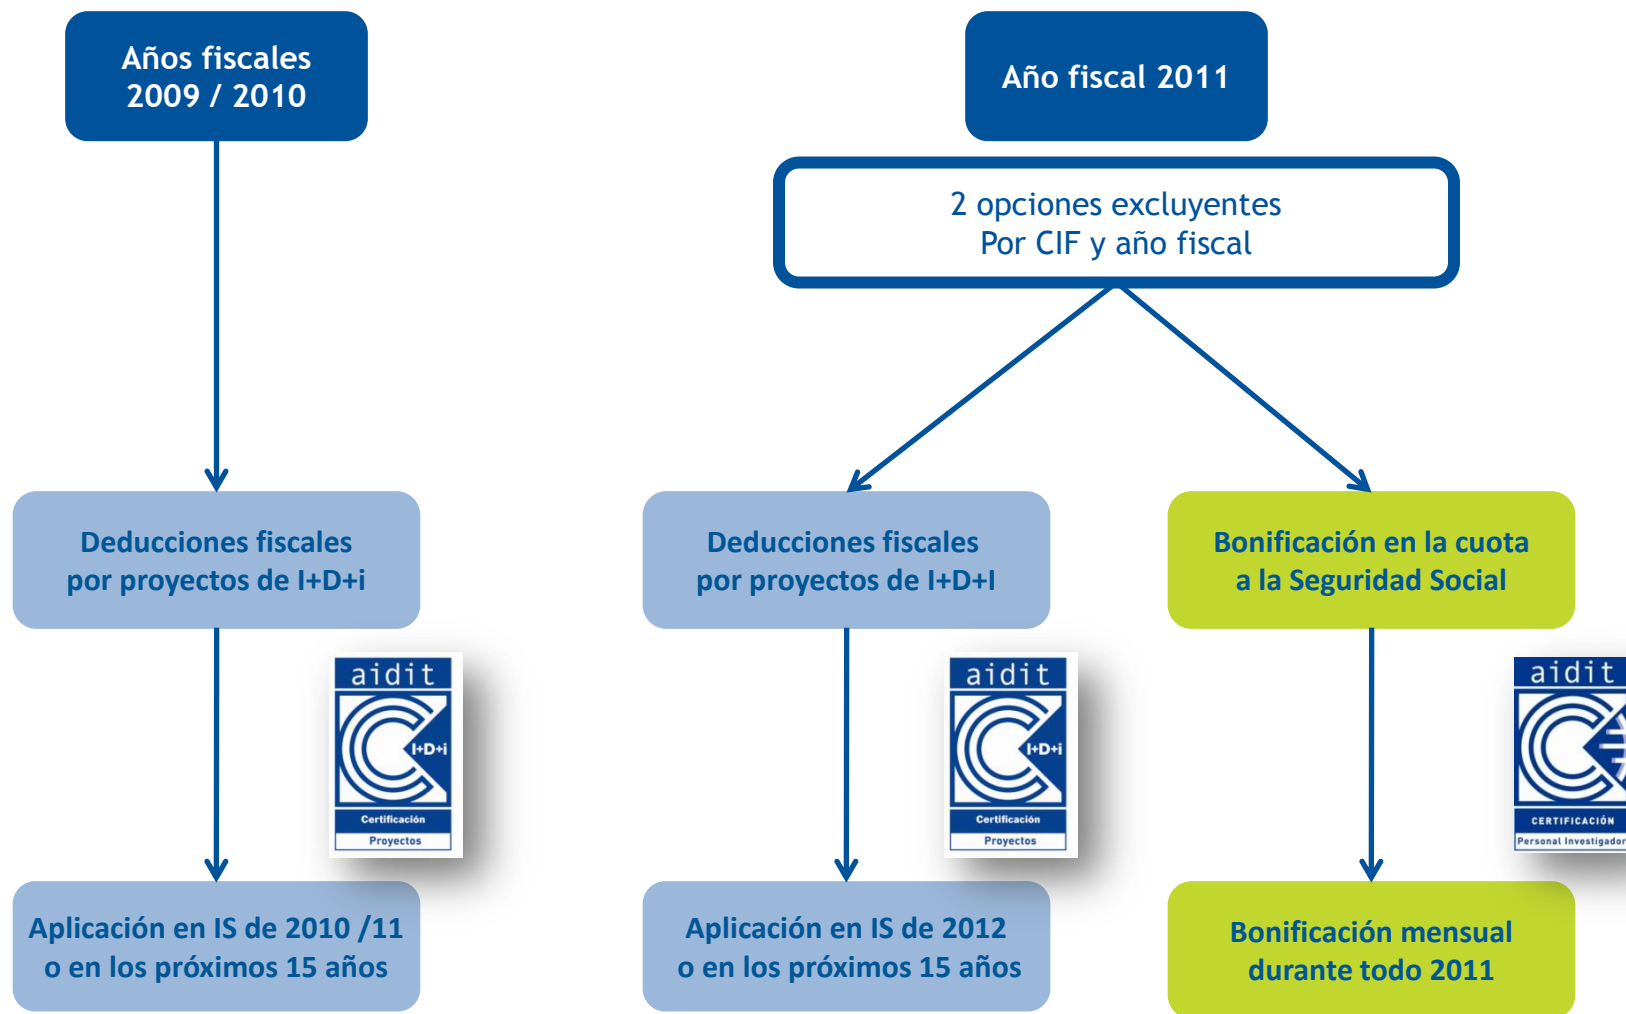 Años fiscales
2009 / 2010
Año fiscal 2011
2 opciones excluyentes
Por CIF y año fiscal
Deducciones fiscales
por proyectos de I+D+i
Deducciones fiscales
por proyectos de I+D+I
Bonificación en la cuota
a la Seguridad Social
aidit
I+D+i
Certificación
Proyectos
aidit
I+D+i
Certificación
Proyectos
aidit
CERTIFICACIÓN
Personal Investigador
Aplicación en IS de 2010 /11
o en los próximos 15 años
Aplicación en IS de 2012
o en los próximos 15 años
Bonificación mensual
durante todo 2011